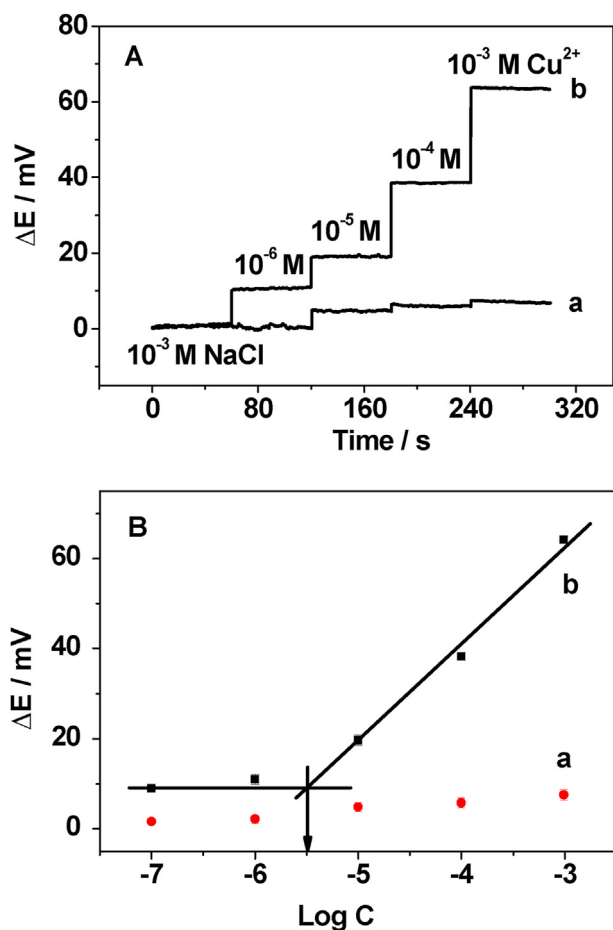 A
80
60
40
20
0
ΔE / mV
10⁻³ M Cu²⁺
b
10⁻⁴ M
10⁻⁵ M
10⁻⁶ M
a
10⁻³ M NaCl
0 80 160 240 320
Time / s
B
60
40
20
0
ΔE / mV
b
a
-7 -6 -5 -4 -3
Log C